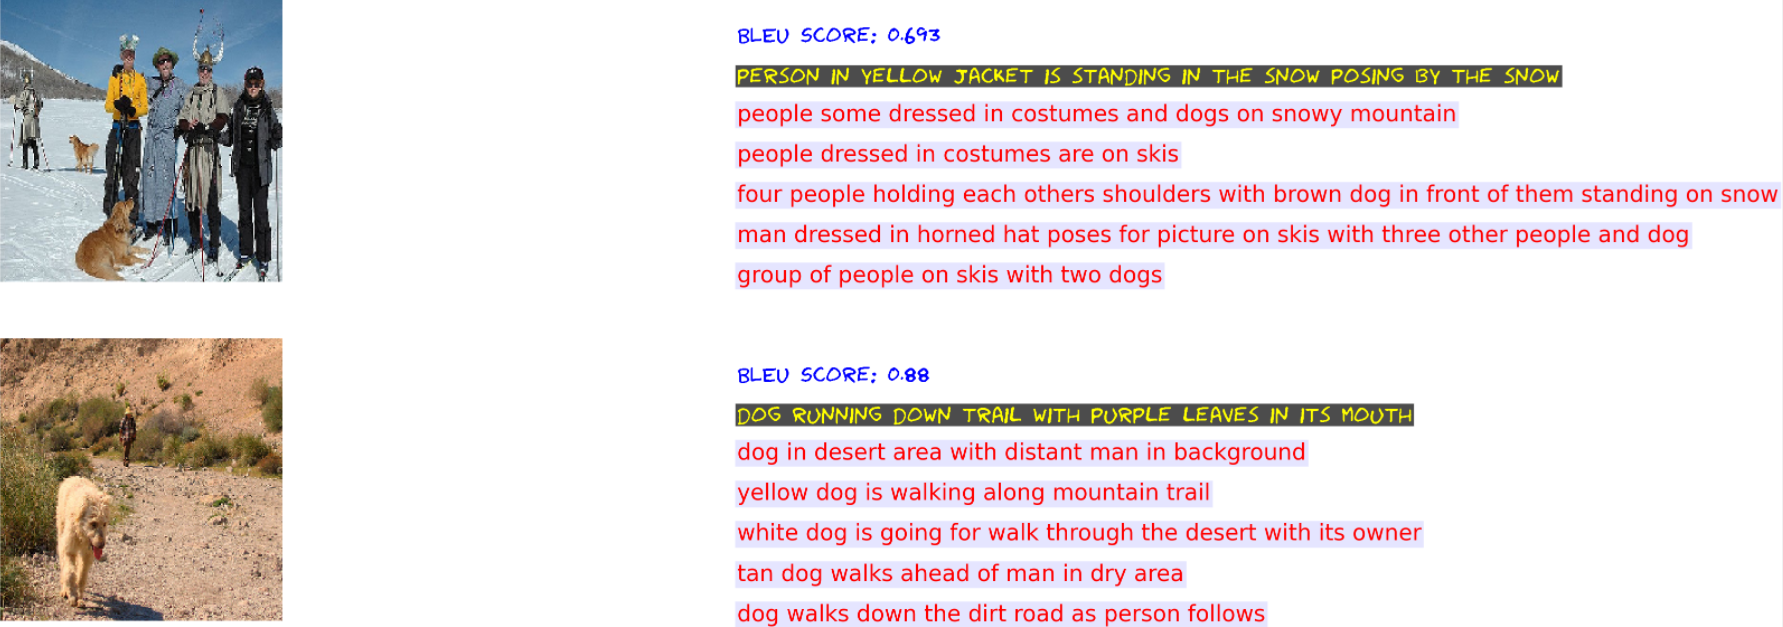 BLEU SCORE: 0.693
PERSON IN YELLOW JACKET IS STANDING IN THE SNOW POSING BY THE SNOW
people some dressed in costumes and dogs on snowy mountain
people dressed in costumes are on skis
four people holding each others shoulders with brown dog in front of them standing on snow
man dressed in horned hat poses for picture on skis with three other people and dog
group of people on skis with two dogs
BLEU SCORE: 0.88
DOG RUNNING DOWN TRAIL WITH PURPLE LEAVES IN ITS MOUTH
dog in desert area with distant man in background
yellow dog is walking along mountain trail
white dog is going for walk through the desert with its owner
tan dog walks ahead of man in dry area
dog walks down the dirt road as person follows